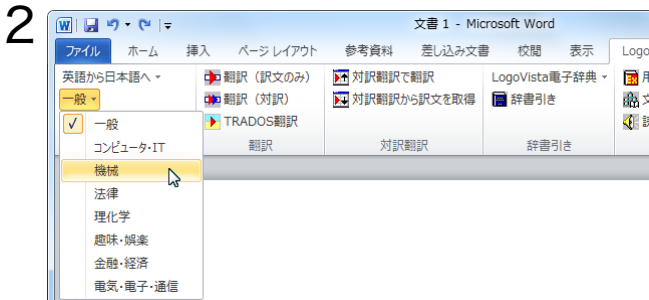 2
文書 1 - Microsoft Word
ファイル ホーム 挿入 ページ レイアウト 参考資料 差し込み文書 校閲 表示 Logo
英語から日本語へ 翻訳（訳文のみ） 対訳翻訳で翻訳 LogoVista電子辞典
一般 翻訳（対訳） 対訳翻訳から訳文を取得 辞書引き
TRADOS翻訳
翻訳 対訳翻訳 辞書引き
一般
コンピュータ・IT
機械
法律
理化学
趣味・娯楽
金融・経済
電気・電子・通信